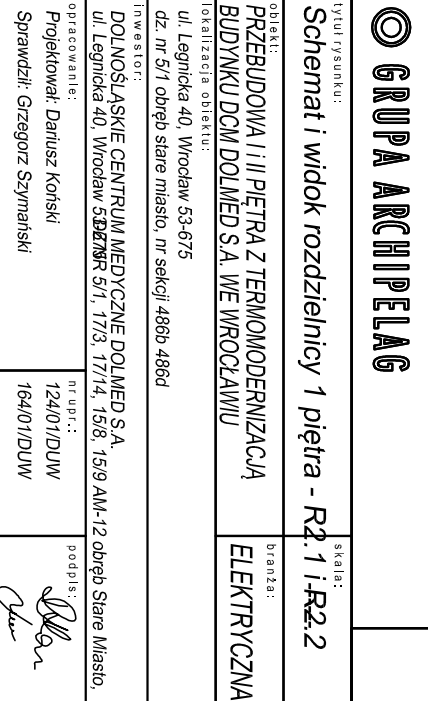 GRUPA ARCHIPELAG
tytuł rysunku:
Schemat i widok rozdzielnicy 1 piętra - R2.1 i R2.2
skala:
obiekt:
PRZEBUDOWA I i II PIĘTRA Z TERMOMODERNIZACJĄ
BUDYNKU DCM DOLMED S.A. WE WROCŁAWIU
branża:
ELEKTRYCZNA
lokalizacja obiektu:
ul. Legnicka 40, Wrocław 53-675
dz. nr 5/1 obręb stare miasto, nr sekcji 486b 486d
inwestor:
DOLNOŚLĄSKIE CENTRUM MEDYCZNE DOLMED S.A.
ul. Legnicka 40, Wrocław 5/1, 17/3, 17/14, 15/8, 15/9 AM-12 obręb Stare Miasto,
opracowanie:
nr upr.:
podpis:
Projektował: Dariusz Koński
124/01/DUW
Sprawdził: Grzegorz Szymański
164/01/DUW